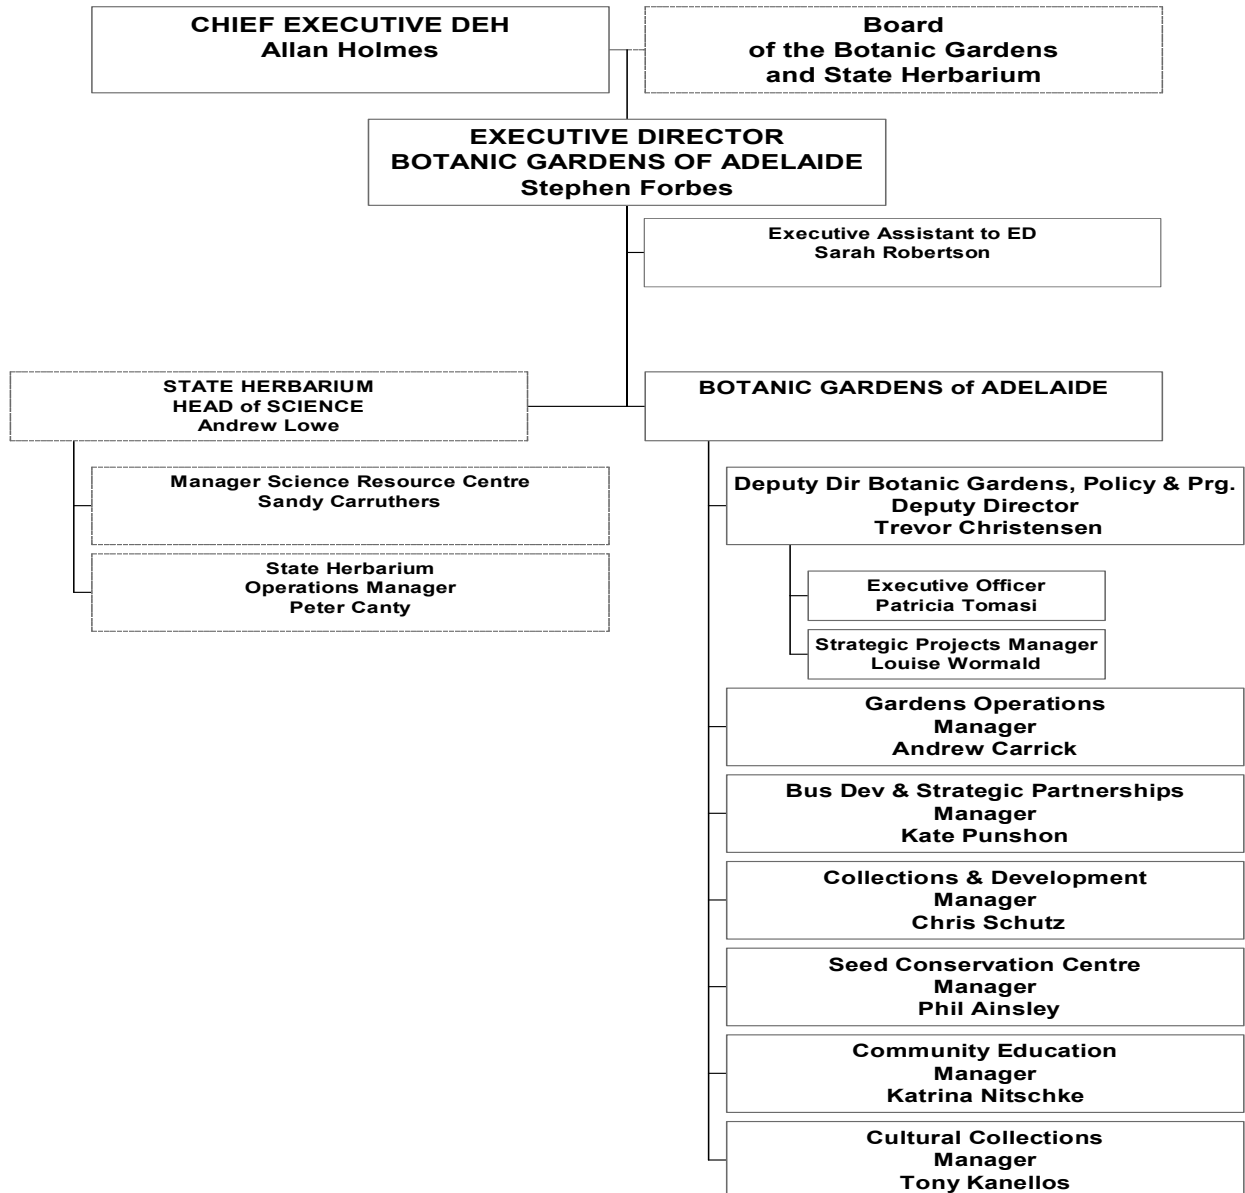 CHIEF EXECUTIVE DEH
Allan Holmes
Board
of the Botanic Gardens
and State Herbarium
EXECUTIVE DIRECTOR
BOTANIC GARDENS OF ADELAIDE
Stephen Forbes
Executive Assistant to ED
Sarah Robertson
STATE HERBARIUM
HEAD of SCIENCE
Andrew Lowe
Manager Science Resource Centre
Sandy Carruthers
State Herbarium
Operations Manager
Peter Canty
BOTANIC GARDENS of ADELAIDE
Deputy Dir Botanic Gardens, Policy & Prg.
Deputy Director
Trevor Christensen
Executive Officer
Patricia Tomasi
Strategic Projects Manager
Louise Wormald
Gardens Operations
Manager
Andrew Carrick
Bus Dev & Strategic Partnerships
Manager
Kate Punshon
Collections & Development
Manager
Chris Schutz
Seed Conservation Centre
Manager
Phil Ainsley
Community Education
Manager
Katrina Nitschke
Cultural Collections
Manager
Tony Kanellos